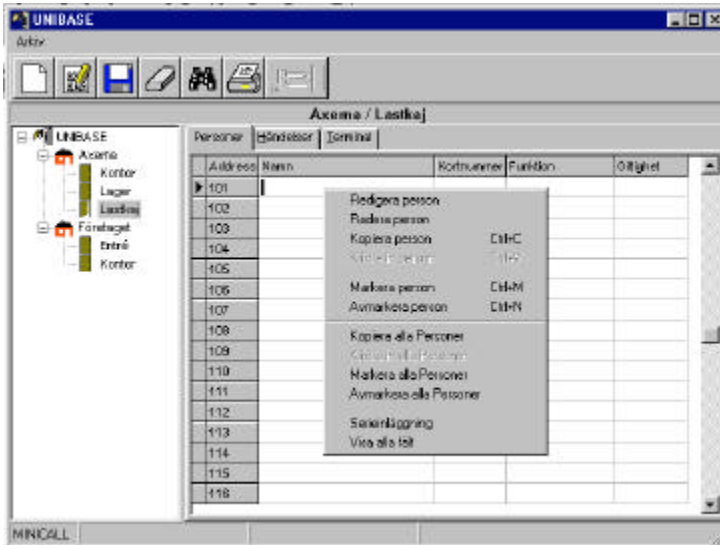 UNIBASE
Arkiv
Axema / Lastkaj
UNIBASE
Axema
Kontor
Lager
Lastkaj
Företaget
Entré
Kontor
Personer Händelser Terminal
Address Namn Kortnummer Funktion Giltighet
101
102
103
104
105
106
107
108
109
110
111
112
113
114
115
116
Redigera person
Radera person
Kopiera person Ctrl+C
Markera person Ctrl+M
Avmarkera person Ctrl+N
Kopiera alla Personer
Markera alla Personer
Avmarkera alla Personer
Serieinläggning
Visa alla fält
MINICALL